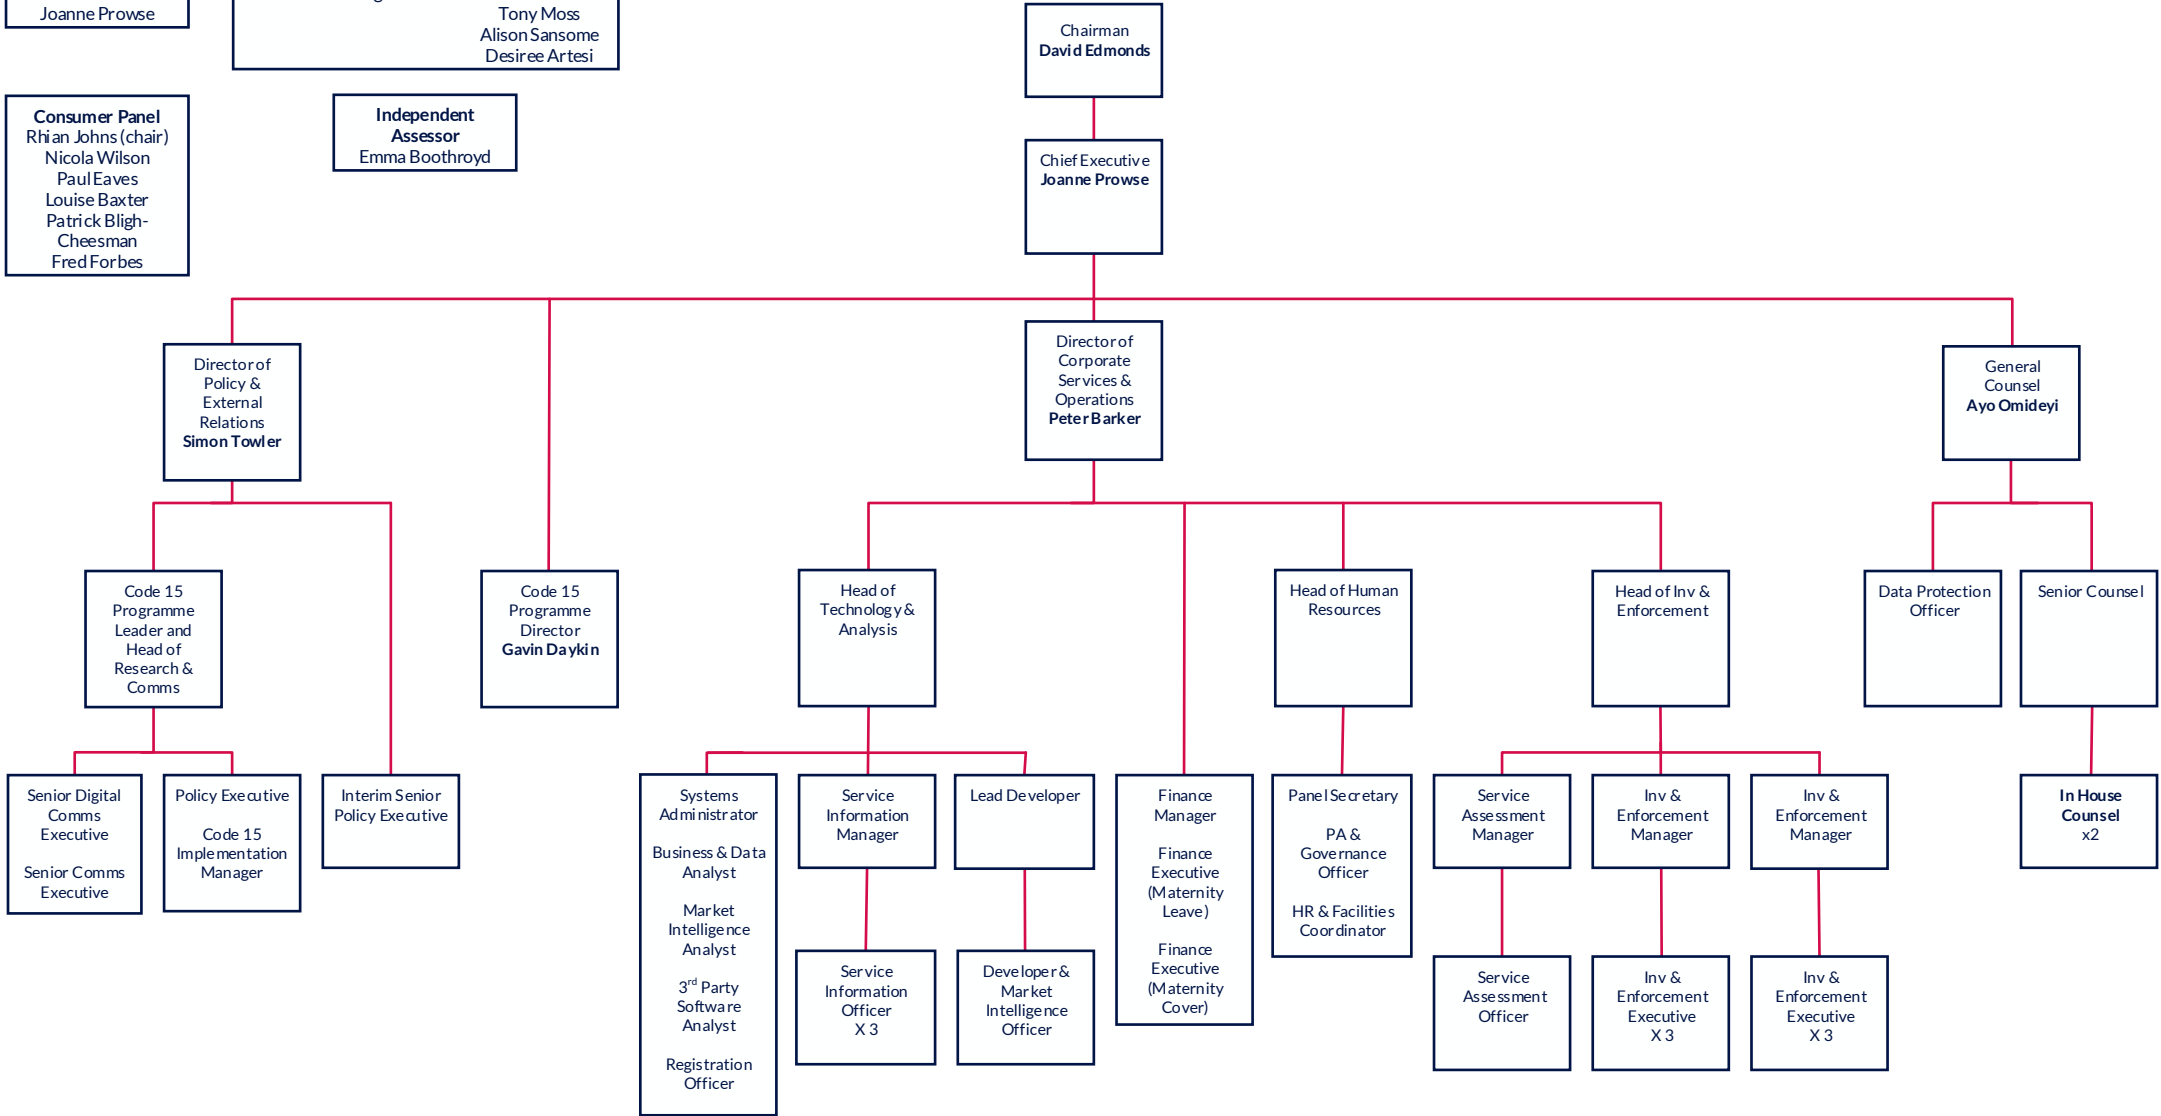 Joanne Prowse
Tony Moss
Alison Sansome
Desiree Artesi
Chairman
David Edmonds
Consumer Panel
Rhian Johns (chair)
Nicola Wilson
Paul Eaves
Louise Baxter
Patrick Bligh-
Cheesman
Fred Forbes
Independent
Assessor
Emma Boothroyd
Chief Executive
Joanne Prowse
Director of
Policy &
External
Relations
Simon Towler
Director of
Corporate
Services &
Operations
Peter Barker
General
Counsel
Ayo Omideyi
Code 15
Programme
Leader and
Head of
Research &
Comms
Code 15
Programme
Director
Gavin Daykin
Head of
Technology &
Analysis
Head of Human
Resources
Head of Inv &
Enforcement
Data Protection
Officer
Senior Counsel
Senior Digital
Comms
Executive
Senior Comms
Executive
Policy Executive
Code 15
Implementation
Manager
Interim Senior
Policy Executive
Systems
Administrator
Business & Data
Analyst
Market
Intelligence
Analyst
3rd Party
Software
Analyst
Registration
Officer
Service
Information
Manager
Lead Developer
Finance
Manager
Finance
Executive
(Maternity
Leave)
Finance
Executive
(Maternity
Cover)
Panel Secretary
PA &
Governance
Officer
HR & Facilities
Coordinator
Service
Assessment
Manager
Inv &
Enforcement
Manager
Inv &
Enforcement
Manager
In House
Counsel
x2
Service
Information
Officer
X 3
Developer &
Market
Intelligence
Officer
Service
Assessment
Officer
Inv &
Enforcement
Executive
X 3
Inv &
Enforcement
Executive
X 3